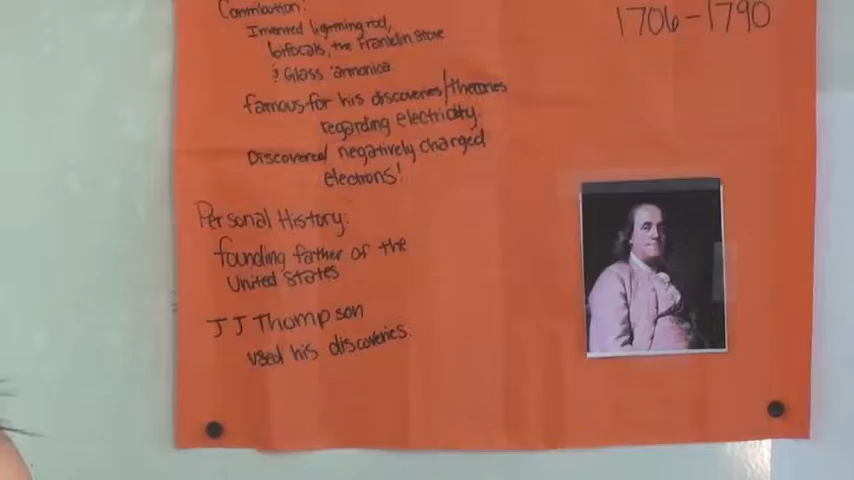 Contribution:
1706-1790
Invented lightning rod,
bifocals, the Franklin Stove
& Glass 'armonica
famous for his discoveries/theories
regarding electricity.
Discovered negatively charged
electrons!
Personal History:
founding father of the
United States
JJ Thompson
used his discoveries.